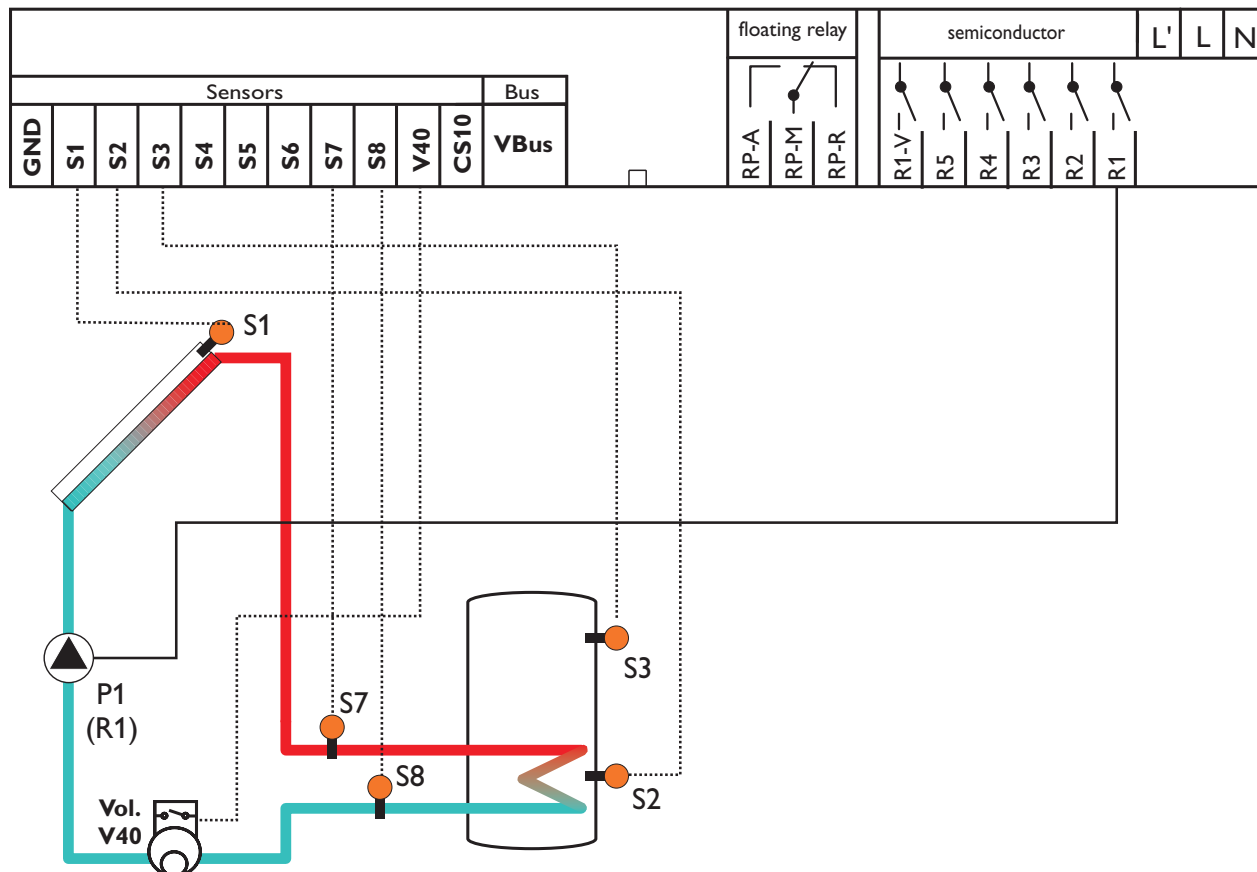 floating relay
semiconductor
L'
L
N
Sensors
Bus
GND
S1
S2
S3
S4
S5
S6
S7
S8
V40
CS10
VBus
RP-A
RP-M
RP-R
R1-V
R5
R4
R3
R2
R1
S1
S3
P1
(R1)
S7
S8
S2
Vol.
V40